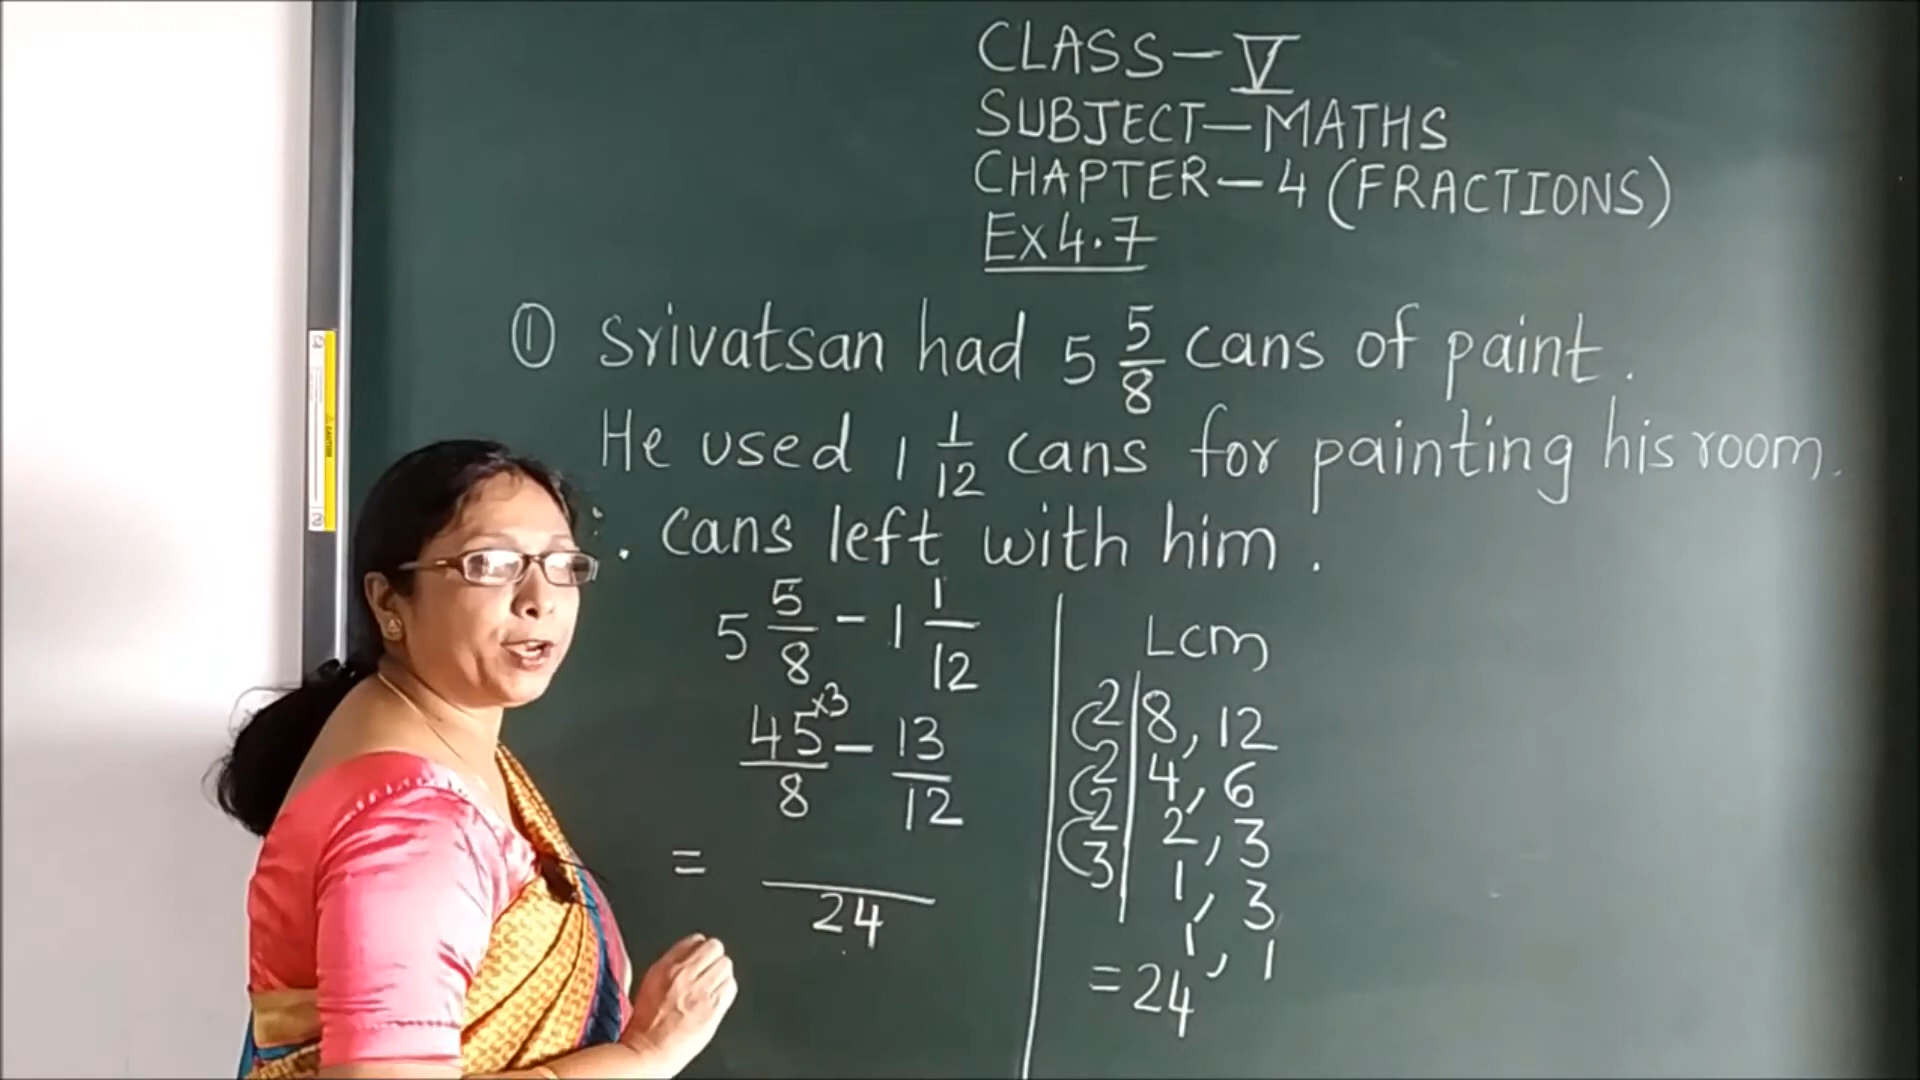 CLASS – V
SUBJECT – MATHS
CHAPTER – 4 (FRACTIONS)
Ex 4.7
① Srivatsan had 5 5/8 cans of paint.
He used 1 1/12 cans for painting his room.
∴ cans left with him.
5 5/8 - 1 1/12
45×3/8 - 13/12
= /24
LCM
2 | 8, 12
2 | 4, 6
2 | 2, 3
3 | 1, 3
1, 1
= 24